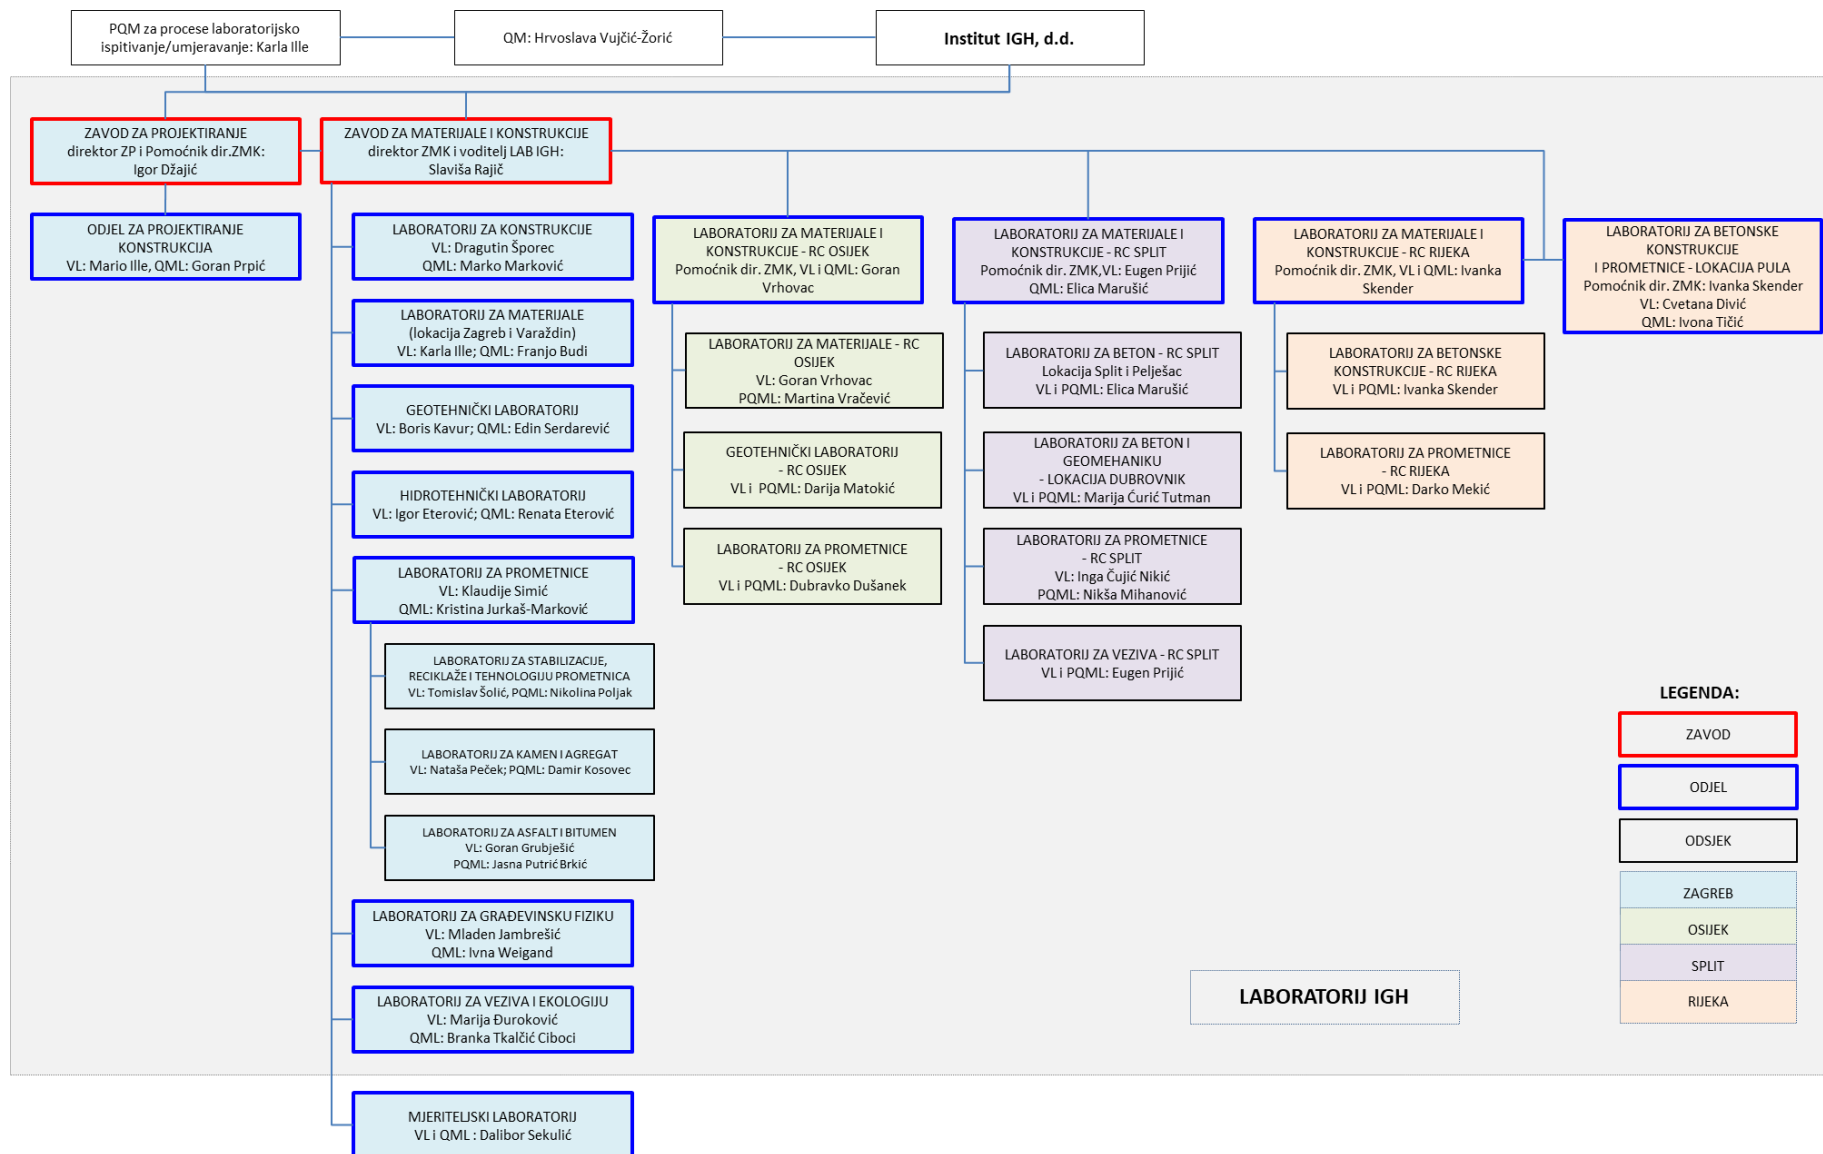 PQM za procese laboratorijsko
ispitivanje/umjeravanje: Karla Ille
QM: Hrvoslava Vujčić-Žorić
Institut IGH, d.d.
ZAVOD ZA PROJEKTIRANJE
direktor ZP i Pomoćnik dir.ZMK:
Igor Džajić
ZAVOD ZA MATERIJALE I KONSTRUKCIJE
direktor ZMK i voditelj LAB IGH:
Slaviša Rajič
ODJEL ZA PROJEKTIRANJE
KONSTRUKCIJA
VL: Mario Ille, QML: Goran Prpić
LABORATORIJ ZA KONSTRUKCIJE
VL: Dragutin Šporec
QML: Marko Marković
LABORATORIJ ZA MATERIJALE
(lokacija Zagreb i Varaždin)
VL: Karla Ille; QML: Franjo Budi
GEOTEHNIČKI LABORATORIJ
VL: Boris Kavur; QML: Edin Serdarević
HIDROTEHNIČKI LABORATORIJ
VL: Igor Eterović; QML: Renata Eterović
LABORATORIJ ZA PROMETNICE
VL: Klaudije Simić
QML: Kristina Jurkaš-Marković
LABORATORIJ ZA STABILIZACIJE,
RECIKLAŽE I TEHNOLOGIJU PROMETNICA
VL: Tomislav Šolić, PQML: Nikolina Poljak
LABORATORIJ ZA KAMEN I AGREGAT
VL: Nataša Peček; PQML: Damir Kosovec
LABORATORIJ ZA ASFALT I BITUMEN
VL: Goran Grubješić
PQML: Jasna Putrić Brkić
LABORATORIJ ZA GRAĐEVINSKU FIZIKU
VL: Mladen Jambrešić
QML: Ivna Weigand
LABORATORIJ ZA VEZIVA I EKOLOGIJU
VL: Marija Đuroković
QML: Branka Tkalčić Ciboci
MJERITELJSKI LABORATORIJ
VL i QML : Dalibor Sekulić
LABORATORIJ ZA MATERIJALE I
KONSTRUKCIJE - RC OSIJEK
Pomoćnik dir. ZMK, VL i QML: Goran
Vrhovac
LABORATORIJ ZA MATERIJALE - RC
OSIJEK
VL: Goran Vrhovac
PQML: Martina Vračević
GEOTEHNIČKI LABORATORIJ
- RC OSIJEK
VL i PQML: Darija Matokić
LABORATORIJ ZA PROMETNICE
- RC OSIJEK
VL i PQML: Dubravko Dušanek
LABORATORIJ ZA MATERIJALE I
KONSTRUKCIJE - RC SPLIT
Pomoćnik dir. ZMK,VL: Eugen Prijić
QML: Elica Marušić
LABORATORIJ ZA BETON - RC SPLIT
Lokacija Split i Pelješac
VL i PQML: Elica Marušić
LABORATORIJ ZA BETON I
GEOMEHANIKU
- LOKACIJA DUBROVNIK
VL i PQML: Marija Ćurić Tutman
LABORATORIJ ZA PROMETNICE
- RC SPLIT
VL: Inga Čujić Nikić
PQML: Nikša Mihanović
LABORATORIJ ZA VEZIVA - RC SPLIT
VL i PQML: Eugen Prijić
LABORATORIJ ZA MATERIJALE I
KONSTRUKCIJE - RC RIJEKA
Pomoćnik dir. ZMK, VL i QML: Ivanka
Skender
LABORATORIJ ZA BETONSKE
KONSTRUKCIJE - RC RIJEKA
VL i PQML: Ivanka Skender
LABORATORIJ ZA PROMETNICE
- RC RIJEKA
VL i PQML: Darko Mekić
LABORATORIJ ZA BETONSKE
KONSTRUKCIJE
I PROMETNICE - LOKACIJA PULA
Pomoćnik dir. ZMK: Ivanka Skender
VL: Cvetana Divić
QML: Ivona Tičić
LABORATORIJ IGH
LEGENDA:
ZAVOD
ODJEL
ODSJEK
ZAGREB
OSIJEK
SPLIT
RIJEKA